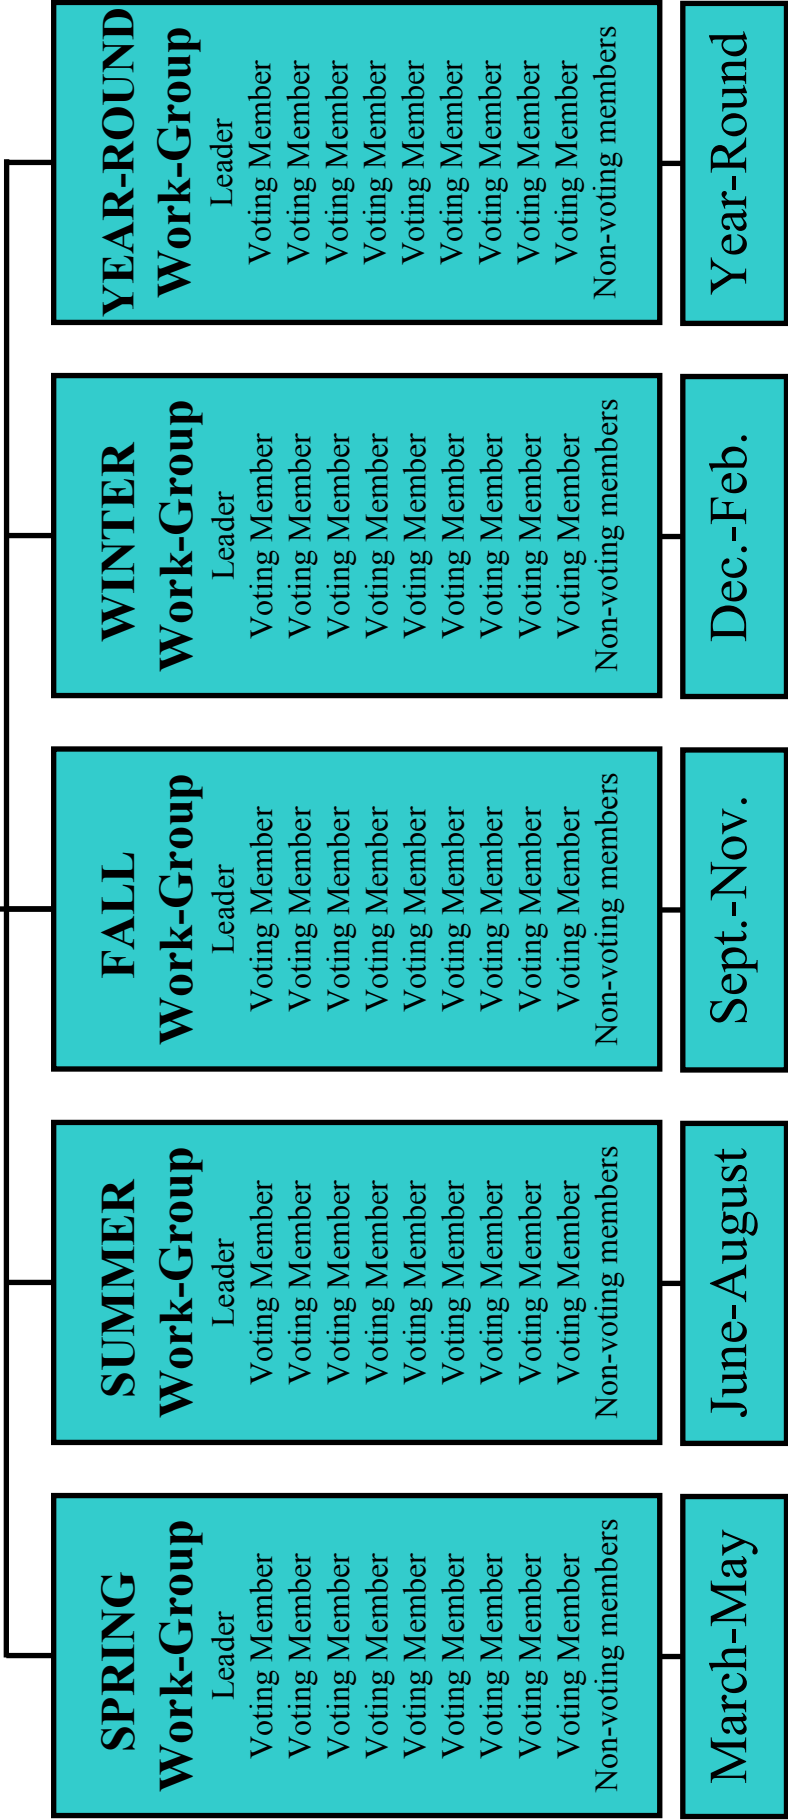 SPRING
Work-Group
Leader
Voting Member
Voting Member
Voting Member
Voting Member
Voting Member
Voting Member
Voting Member
Voting Member
Voting Member
Non-voting members
March-May
SUMMER
Work-Group
Leader
Voting Member
Voting Member
Voting Member
Voting Member
Voting Member
Voting Member
Voting Member
Voting Member
Voting Member
Non-voting members
June-August
FALL
Work-Group
Leader
Voting Member
Voting Member
Voting Member
Voting Member
Voting Member
Voting Member
Voting Member
Voting Member
Voting Member
Non-voting members
Sept.-Nov.
WINTER
Work-Group
Leader
Voting Member
Voting Member
Voting Member
Voting Member
Voting Member
Voting Member
Voting Member
Voting Member
Voting Member
Non-voting members
Dec.-Feb.
YEAR-ROUND
Work-Group
Leader
Voting Member
Voting Member
Voting Member
Voting Member
Voting Member
Voting Member
Voting Member
Voting Member
Voting Member
Non-voting members
Year-Round